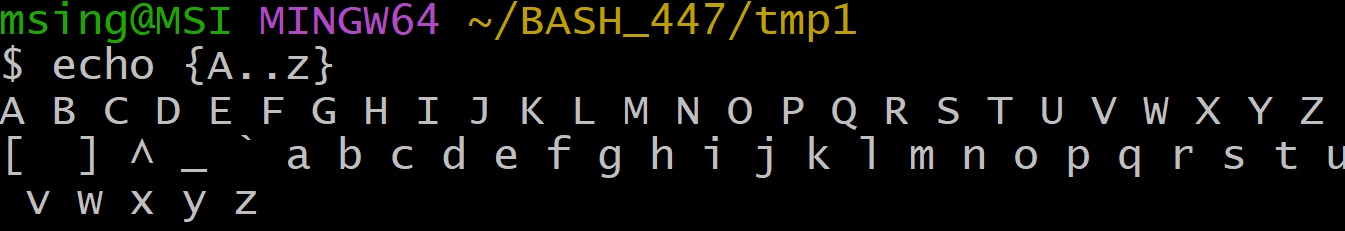 msing@MSI MINGW64 ~/BASH_447/tmp1
$ echo {A..z}
A B C D E F G H I J K L M N O P Q R S T U V W X Y Z
[  ] ^ _ ` a b c d e f g h i j k l m n o p q r s t u
 v w x y z